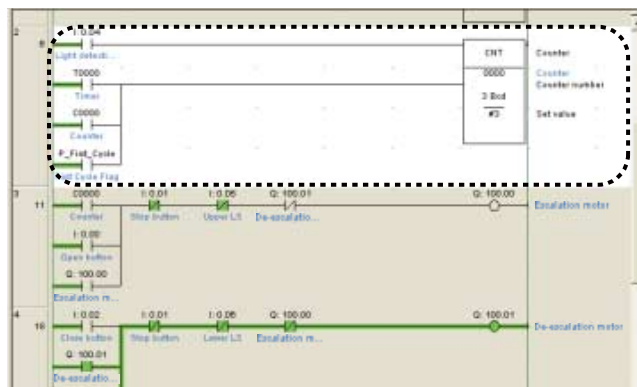 2
8
I: 0.04
Light detecti...
CNT
Counter
T0000
Timer
0000
Counter
Counter number
C0000
Counter
3 Bcd
#3
Set value
P_First_Cycle
First Cycle Flag
3
11
C0000
I: 0.01
I: 0.05
Q: 100.01
Q: 100.00
Escalation motor
Counter
Stop button
Upper LS
De-escalatio...
I: 0.00
Open button
Q: 100.00
Escalation m...
4
16
I: 0.02
I: 0.01
I: 0.06
Q: 100.00
Q: 100.01
De-escalation motor
Close button
Stop button
Lower LS
Escalation m...
Q: 100.01
De-escalatio...